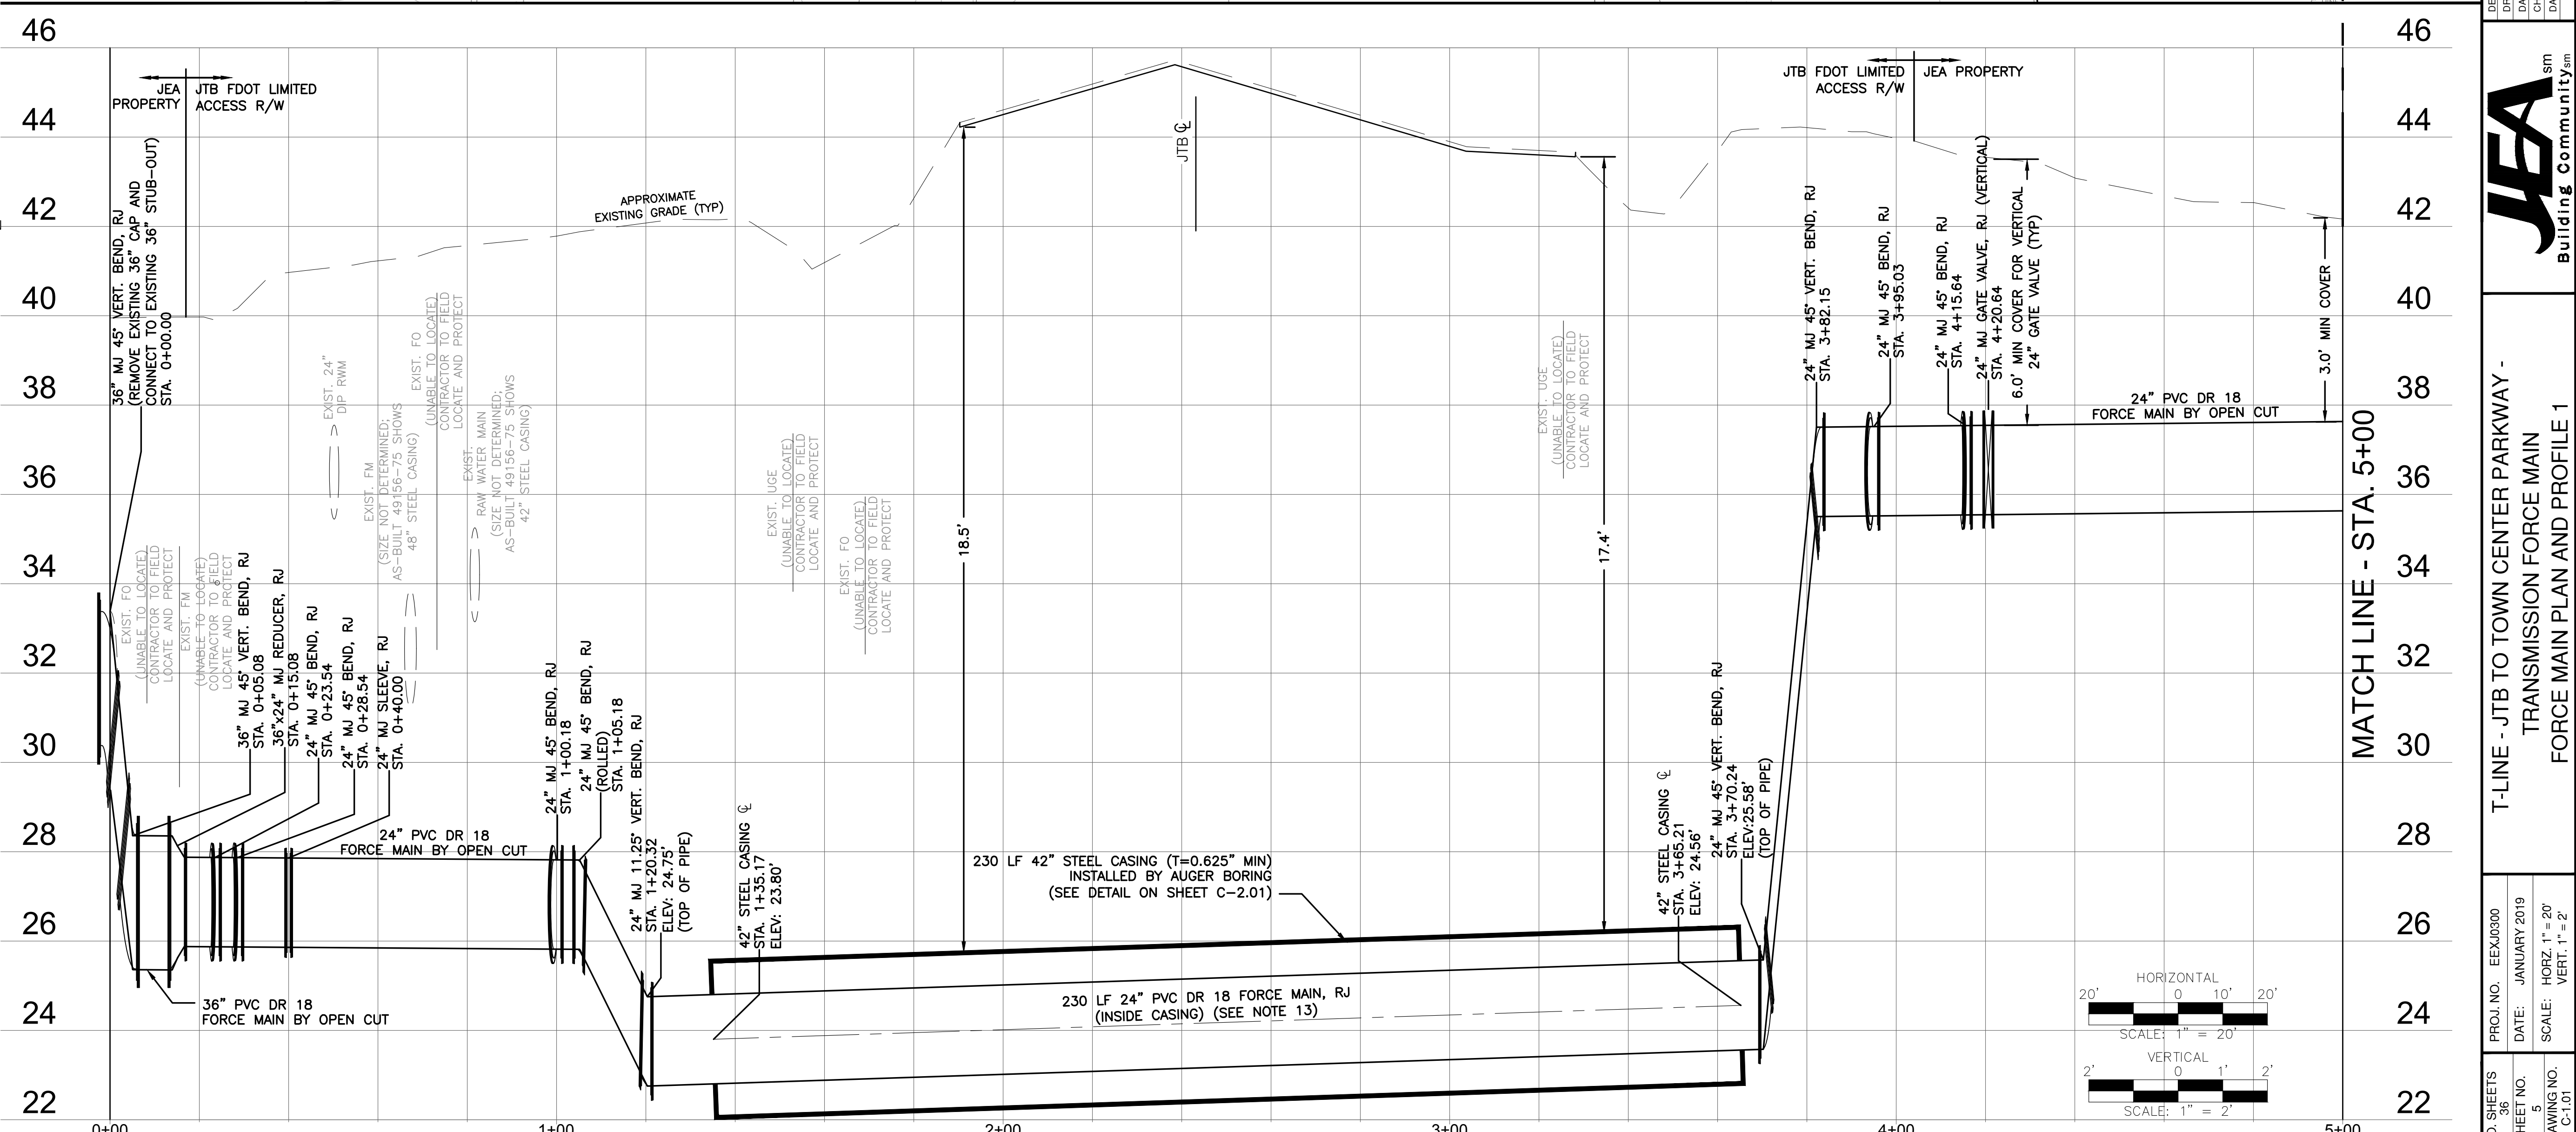 46
44
42
40
38
36
34
32
30
28
26
24
22
JEA
PROPERTY
JTB FDOT LIMITED
ACCESS R/W
36" MJ 45° VERT. BEND, RJ
(REMOVE EXISTING 36" CAP AND
CONNECT TO EXISTING 36" STUB-OUT)
STA. 0+00.00
EXIST. FO
(UNABLE TO LOCATE)
CONTRACTOR TO FIELD
LOCATE AND PROTECT
EXIST. FM
(UNABLE TO LOCATE)
CONTRACTOR TO FIELD
LOCATE AND PROTECT
36" MJ 45° VERT. BEND, RJ
STA. 0+05.08
36"x24" MJ REDUCER, RJ
STA. 0+15.08
24" MJ 45° BEND, RJ
STA. 0+23.54
24" MJ 45° BEND, RJ
STA. 0+28.54
24" MJ SLEEVE, RJ
STA. 0+40.00
EXIST. 24"
DIP RWM
EXIST. FM
(SIZE NOT DETERMINED;
AS-BUILT 49156-75 SHOWS
48" STEEL CASING)
EXIST. FO
(UNABLE TO LOCATE)
CONTRACTOR TO FIELD
LOCATE AND PROTECT
EXIST.
RAW WATER MAIN
(SIZE NOT DETERMINED;
AS-BUILT 49156-75 SHOWS
42" STEEL CASING)
36" PVC DR 18
FORCE MAIN BY OPEN CUT
24" PVC DR 18
FORCE MAIN BY OPEN CUT
APPROXIMATE
EXISTING GRADE (TYP)
24" MJ 45° BEND, RJ
STA. 1+00.18
24" MJ 45° BEND, RJ
(ROLLED)
STA. 1+05.18
24" MJ 11.25° VERT. BEND, RJ
STA. 1+20.32
ELEV: 24.75'
(TOP OF PIPE)
42" STEEL CASING ℄
STA. 1+35.17
ELEV: 23.80'
EXIST. UGE
(UNABLE TO LOCATE)
CONTRACTOR TO FIELD
LOCATE AND PROTECT
EXIST. FO
(UNABLE TO LOCATE)
CONTRACTOR TO FIELD
LOCATE AND PROTECT
18.5'
JTB ℄
230 LF 42" STEEL CASING (T=0.625" MIN)
INSTALLED BY AUGER BORING
(SEE DETAIL ON SHEET C-2.01)
230 LF 24" PVC DR 18 FORCE MAIN, RJ
(INSIDE CASING) (SEE NOTE 13)
EXIST. UGE
(UNABLE TO LOCATE)
CONTRACTOR TO FIELD
LOCATE AND PROTECT
17.4'
42" STEEL CASING ℄
STA. 3+65.21
ELEV: 24.56'
24" MJ 45° VERT. BEND, RJ
STA. 3+70.24
ELEV:25.58'
(TOP OF PIPE)
JTB FDOT LIMITED
ACCESS R/W
JEA PROPERTY
24" MJ 45° VERT. BEND, RJ
STA. 3+82.15
24" MJ 45° BEND, RJ
STA. 3+95.03
24" MJ 45° BEND, RJ
STA. 4+15.64
24" MJ GATE VALVE, RJ (VERTICAL)
STA. 4+20.64
6.0' MIN COVER FOR VERTICAL
24" GATE VALVE (TYP)
24" PVC DR 18
FORCE MAIN BY OPEN CUT
3.0' MIN COVER
MATCH LINE - STA. 5+00
46
44
42
40
38
36
34
32
30
28
26
24
22
HORIZONTAL
20' 0 10' 20'
SCALE: 1" = 20'
VERTICAL
2' 0 1' 2'
SCALE: 1" = 2'
0+00 1+00 2+00 3+00 4+00 5+00
JEA sm
Building Community sm
T-LINE - JTB TO TOWN CENTER PARKWAY -
TRANSMISSION FORCE MAIN
FORCE MAIN PLAN AND PROFILE 1
PROJ. NO. EEXJ0300
DATE: JANUARY 2019
SCALE: HORZ. 1" = 20'
VERT. 1" = 2'
SHEETS
36
HEET NO.
5
AWING NO.
C-1.01